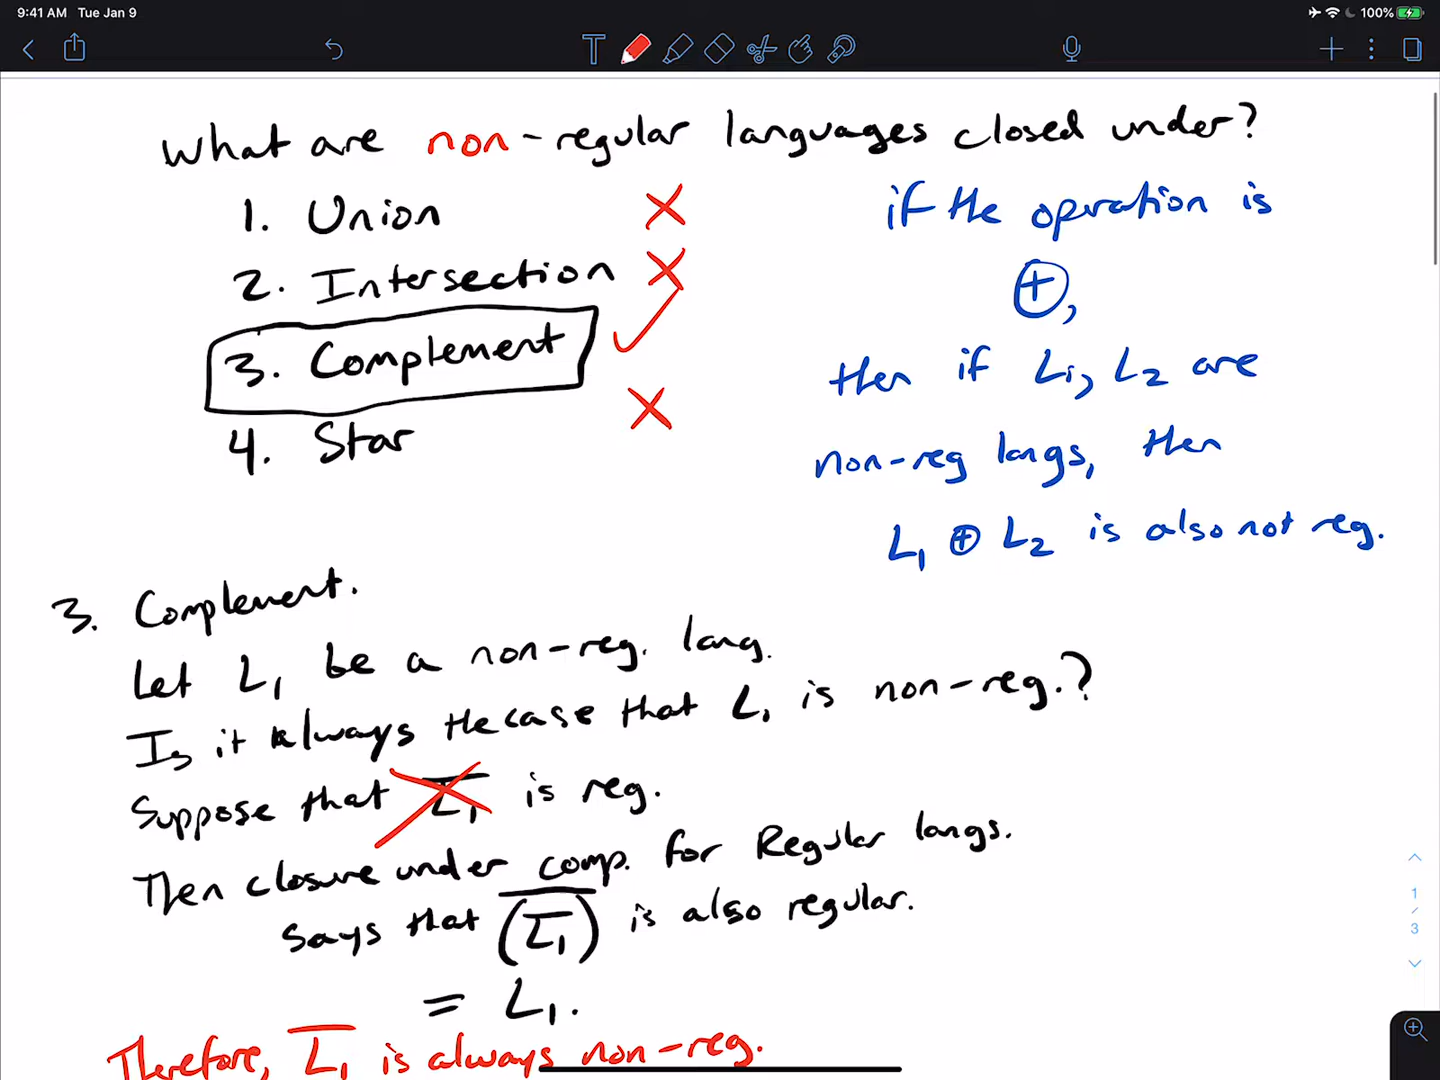 9:41 AM Tue Jan 9
100%
What are non-regular languages closed under?
1. Union
2. Intersection
3. Complement
4. Star
if the operation is
⊕,
then if L₁, L₂ are
non-reg langs, then
L₁ ⊕ L₂ is also not reg.
3. Complement.
Let L₁ be a non-reg. lang.
Is it always the case that L₁ is non-reg.?
Suppose that L̅₁ is reg.
Then closure under comp. for Regular langs.
says that (L̅₁) is also regular.
= L₁.
Therefore, L̅₁ is always non-reg.
1
/
3